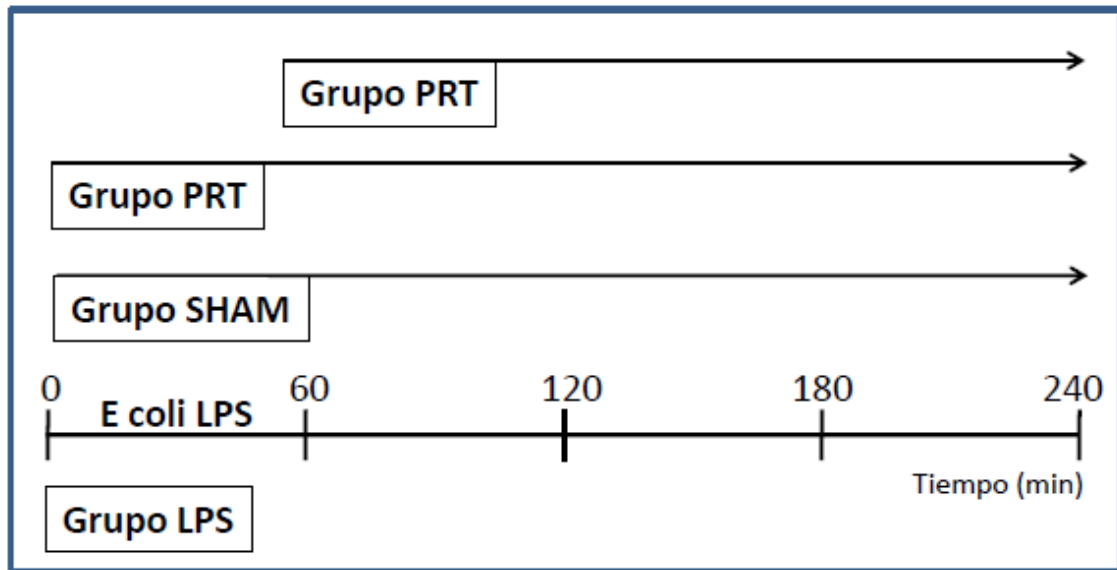 Grupo PRT
Grupo PRT
Grupo SHAM
0 60 120 180 240
E coli LPS
Tiempo (min)
Grupo LPS